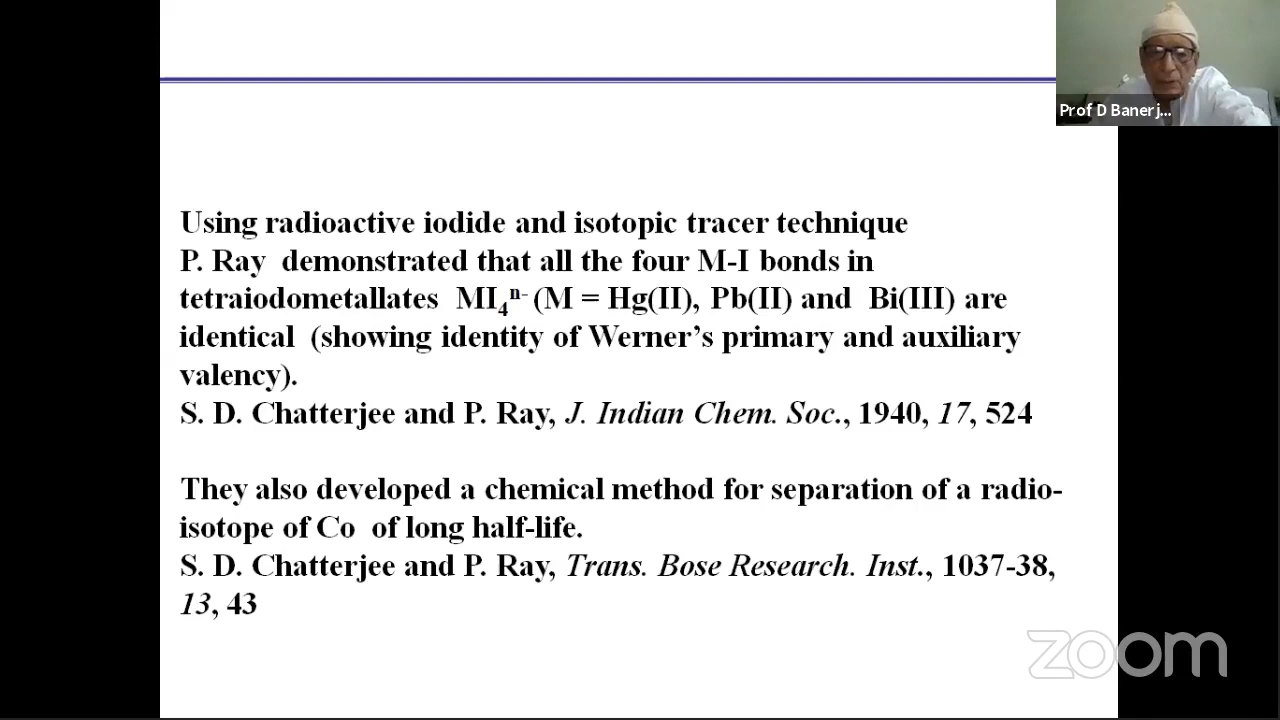 Prof D Banerj...
Using radioactive iodide and isotopic tracer technique
P. Ray demonstrated that all the four M-I bonds in
tetraiodometallates MI₄ⁿ⁻ (M = Hg(II), Pb(II) and Bi(III) are
identical (showing identity of Werner’s primary and auxiliary
valency).
S. D. Chatterjee and P. Ray, J. Indian Chem. Soc., 1940, 17, 524
They also developed a chemical method for separation of a radio-
isotope of Co of long half-life.
S. D. Chatterjee and P. Ray, Trans. Bose Research. Inst., 1037-38,
13, 43
zoom